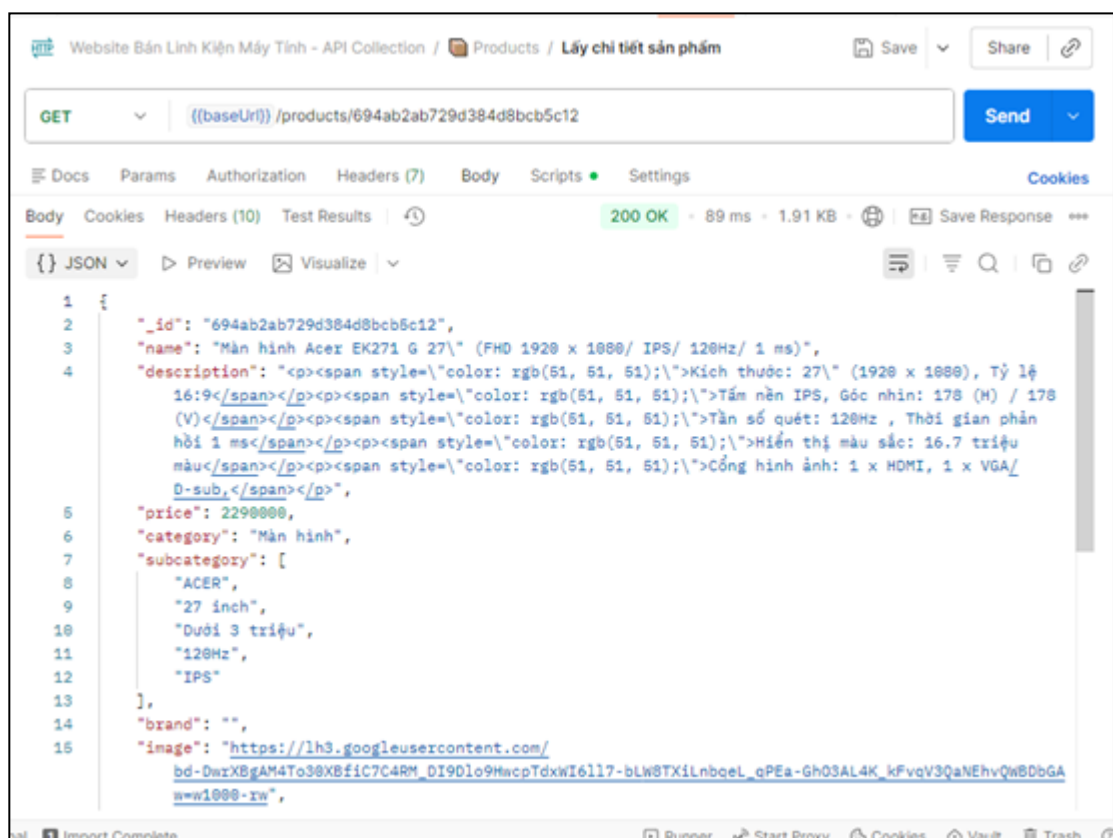 HTTP Website Bán Linh Kiện Máy Tính - API Collection / Products / Lấy chi tiết sản phẩm Save Share
GET {{baseUrl}} /products/694ab2ab729d384d8bcb5c12 Send
Docs Params Authorization Headers (7) Body Scripts Settings Cookies
Body Cookies Headers (10) Test Results 200 OK 89 ms 1.91 KB Save Response
{} JSON Preview Visualize
1 {
2 "_id": "694ab2ab729d384d8bcb5c12",
3 "name": "Màn hình Acer EK271 G 27\" (FHD 1920 x 1080/ IPS/ 120Hz/ 1 ms)",
4 "description": "<p><span style=\"color: rgb(51, 51, 51);\">Kích thước: 27\" (1920 x 1080), Tỷ lệ
16:9</span></p><p><span style=\"color: rgb(51, 51, 51);\">Tấm nền IPS, Góc nhìn: 178 (H) / 178
(V)</span></p><p><span style=\"color: rgb(51, 51, 51);\">Tần số quét: 120Hz , Thời gian phản
hồi 1 ms</span></p><p><span style=\"color: rgb(51, 51, 51);\">Hiển thị màu sắc: 16.7 triệu
màu</span></p><p><span style=\"color: rgb(51, 51, 51);\">Cổng hình ảnh: 1 x HDMI, 1 x VGA/
D-sub,</span></p>",
5 "price": 2290000,
6 "category": "Màn hình",
7 "subcategory": [
8 "ACER",
9 "27 inch",
10 "Dưới 3 triệu",
11 "120Hz",
12 "IPS"
13 ],
14 "brand": "",
15 "image": "https://lh3.googleusercontent.com/
bd-DwrXBgAM4To30XBfiC7C4RM_DI9Dlo9HwcpTdxWI6ll7-bLW8TXiLnbqeL_qPEa-GhO3AL4K_kFvqV3QaNEhvQWBDbGA
w=w1000-rw",
Import Complete Runner Start Proxy Cookies Vault Trash